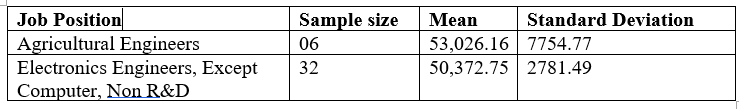 Job Position Sample size Mean Standard Deviation
Agricultural Engineers 06 53,026.16 7754.77
Electronics Engineers, Except 32 50,372.75 2781.49
Computer, Non R&D